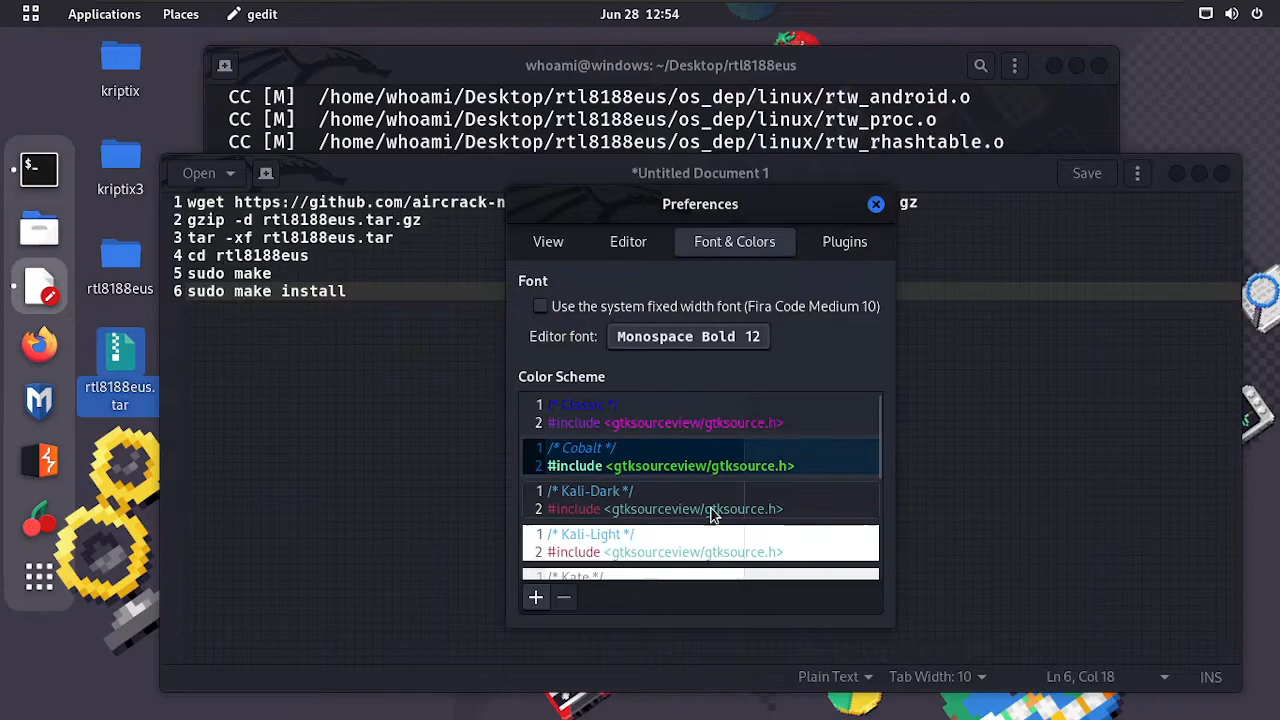 Applications
Places
gedit
Jun 28 12:54
kriptix
kriptix3
rtl8188eus
rtl8188eus.
tar
whoami@windows: ~/Desktop/rtl8188eus
CC [M] /home/whoami/Desktop/rtl8188eus/os_dep/linux/rtw_android.o
CC [M] /home/whoami/Desktop/rtl8188eus/os_dep/linux/rtw_proc.o
CC [M] /home/whoami/Desktop/rtl8188eus/os_dep/linux/rtw_rhashtable.o
Open
*Untitled Document 1
Save
1 wget https://github.com/aircrack-n gz
2 gzip -d rtl8188eus.tar.gz
3 tar -xf rtl8188eus.tar
4 cd rtl8188eus
5 sudo make
6 sudo make install
Preferences
View
Editor
Font & Colors
Plugins
Font
Use the system fixed width font (Fira Code Medium 10)
Editor font:
Monospace Bold 12
Color Scheme
1 /* Classic */
2 #include <gtksourceview/gtksource.h>
1 /* Cobalt */
2 #include <gtksourceview/gtksource.h>
1 /* Kali-Dark */
2 #include <gtksourceview/gtksource.h>
1 /* Kali-Light */
2 #include <gtksourceview/gtksource.h>
1 /* Kate */
Plain Text
Tab Width: 10
Ln 6, Col 18
INS